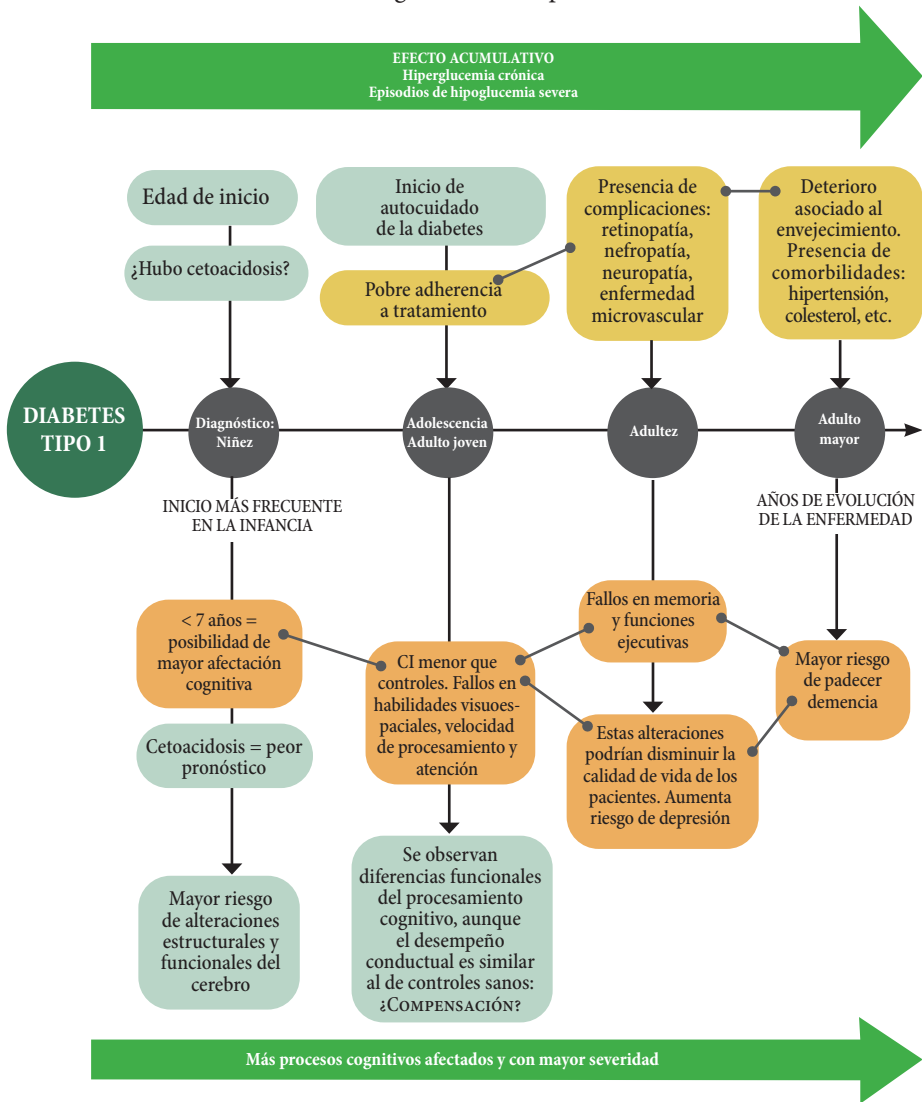 EFECTO ACUMULATIVO
Hiperglucemia crónica
Episodios de hipoglucemia severa
Edad de inicio
¿Hubo cetoacidosis?
Inicio de
autocuidado
de la diabetes
Pobre adherencia
a tratamiento
Presencia de
complicaciones:
retinopatía,
nefropatía,
neuropatía,
enfermedad
microvascular
Deterioro
asociado al
envejecimiento.
Presencia de
comorbilidades:
hipertensión,
colesterol, etc.
DIABETES
TIPO 1
Diagnóstico:
Niñez
Adolescencia
Adulto joven
Adultez
Adulto
mayor
INICIO MÁS FRECUENTE
EN LA INFANCIA
AÑOS DE EVOLUCIÓN
DE LA ENFERMEDAD
< 7 años =
posibilidad de
mayor afectación
cognitiva
Cetoacidosis = peor
pronóstico
Mayor riesgo
de alteraciones
estructurales y
funcionales del
cerebro
CI menor que
controles. Fallos en
habilidades visuoes-
paciales, velocidad
de procesamiento y
atención
Se observan
diferencias funcionales
del procesamiento
cognitivo, aunque
el desempeño
conductual es similar
al de controles sanos:
¿COMPENSACIÓN?
Fallos en memoria
y funciones
ejecutivas
Estas alteraciones
podrían disminuir la
calidad de vida de los
pacientes. Aumenta
riesgo de depresión
Mayor riesgo
de padecer
demencia
Más procesos cognitivos afectados y con mayor severidad